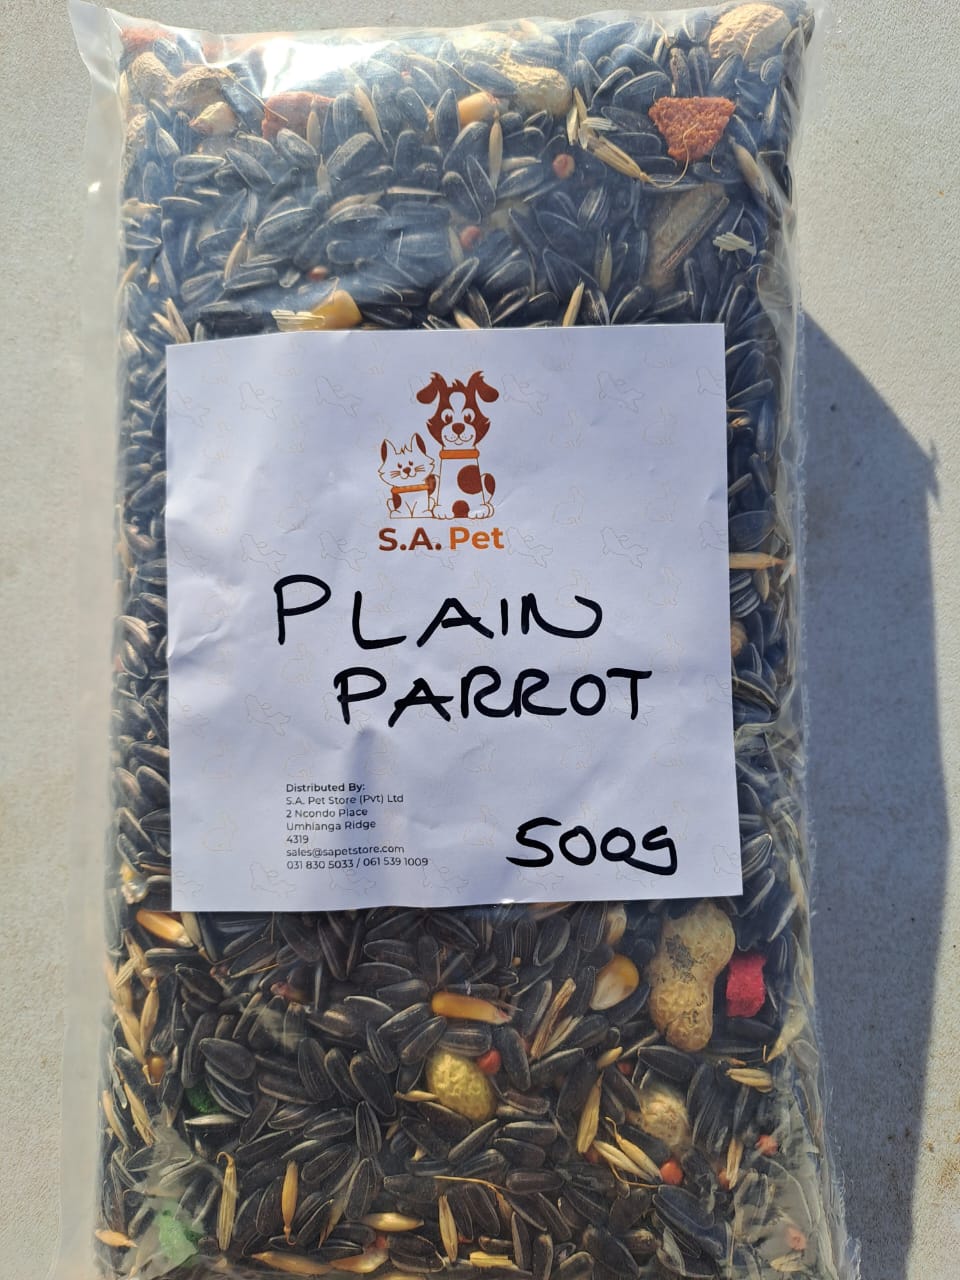 S.A. Pet
PLAIN
PARROT
Distributed By:
S.A. Pet Store (Pvt) Ltd
2 Ncondo Place
Umhlanga Ridge
4319
sales@sapetstore.com
031 830 5033 / 061 539 1009
500g